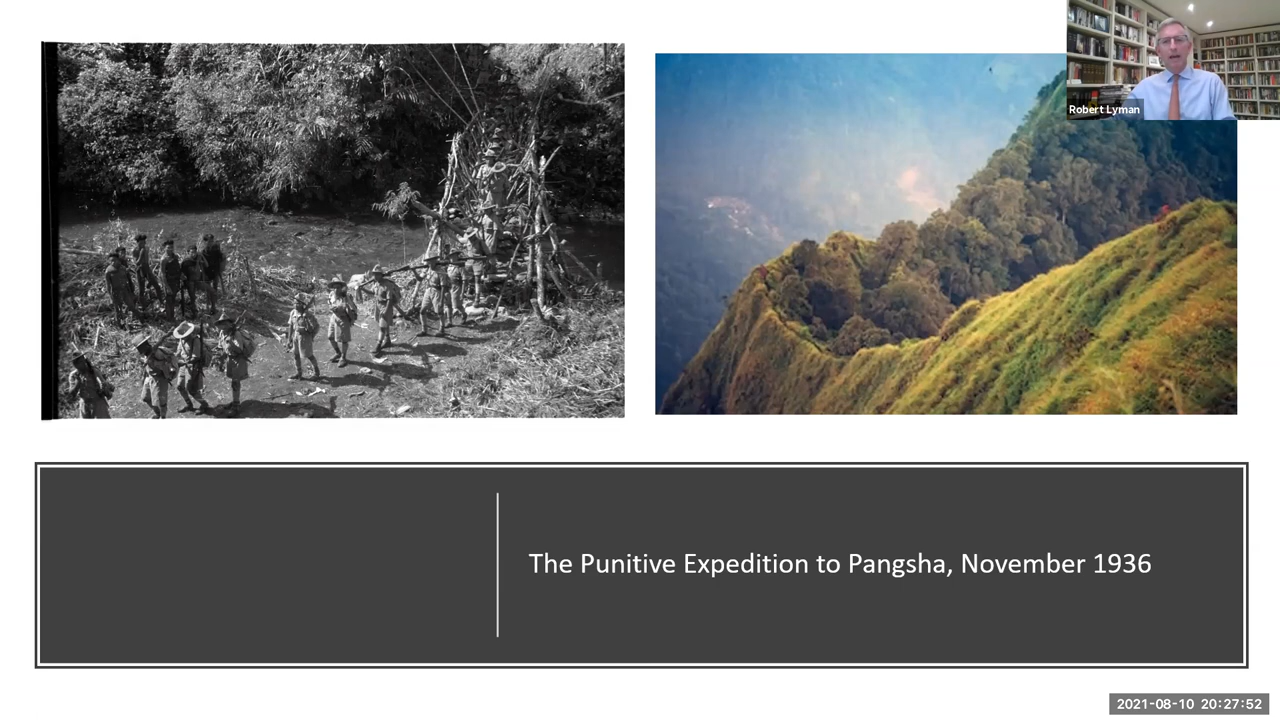 Robert Lyman
The Punitive Expedition to Pangsha, November 1936
2021-08-10 20:27:52